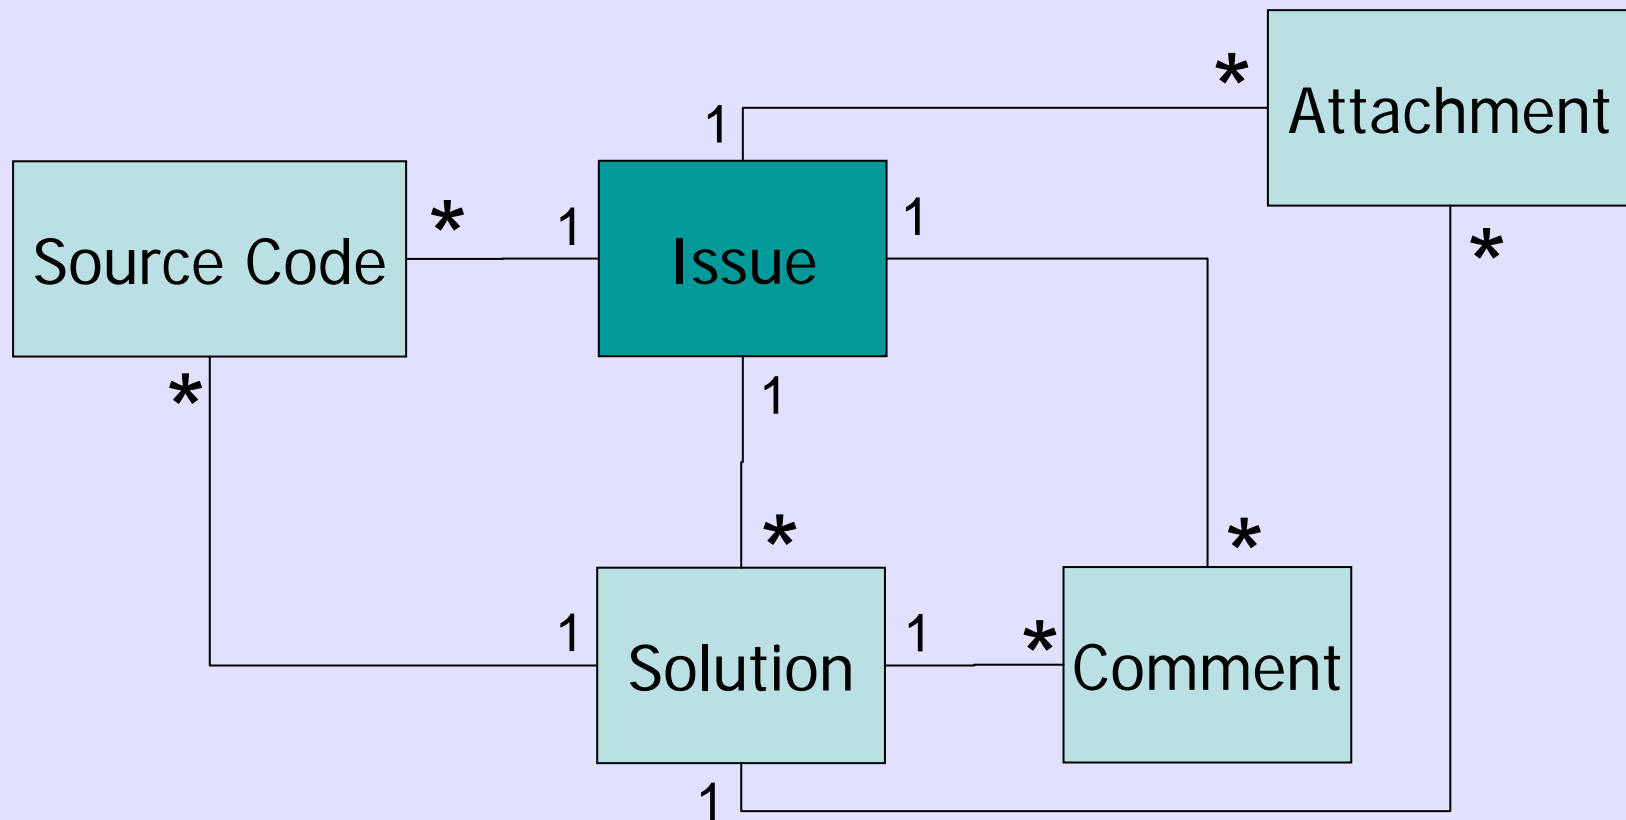 *
Attachment
1
Source Code
*
1
Issue
1
*
*
1
*
*
1
Solution
1
*
Comment
1